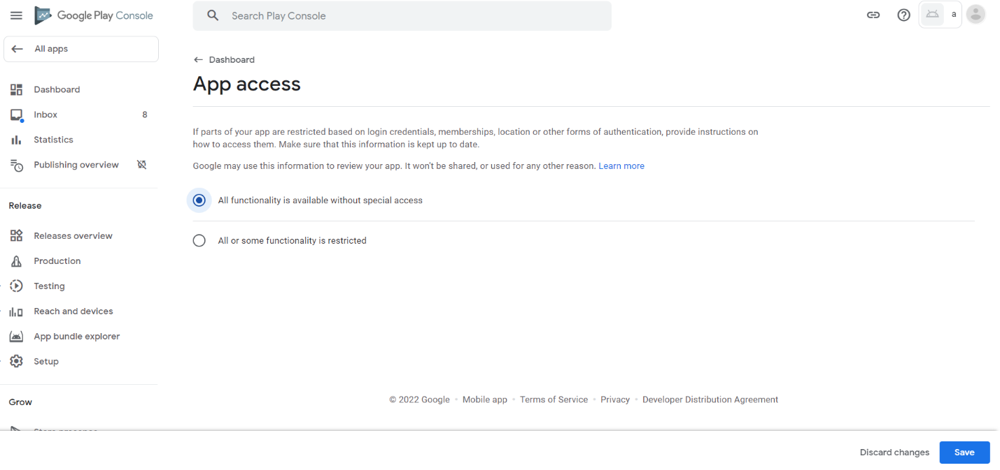 Google Play Console
Search Play Console
a
All apps
Dashboard
Inbox 8
Statistics
Publishing overview
Release
Releases overview
Production
Testing
Reach and devices
App bundle explorer
Setup
Grow
Dashboard
App access
If parts of your app are restricted based on login credentials, memberships, location or other forms of authentication, provide instructions on
how to access them. Make sure that this information is kept up to date.
Google may use this information to review your app. It won't be shared, or used for any other reason. Learn more
All functionality is available without special access
All or some functionality is restricted
© 2022 Google • Mobile app • Terms of Service • Privacy • Developer Distribution Agreement
Discard changes Save